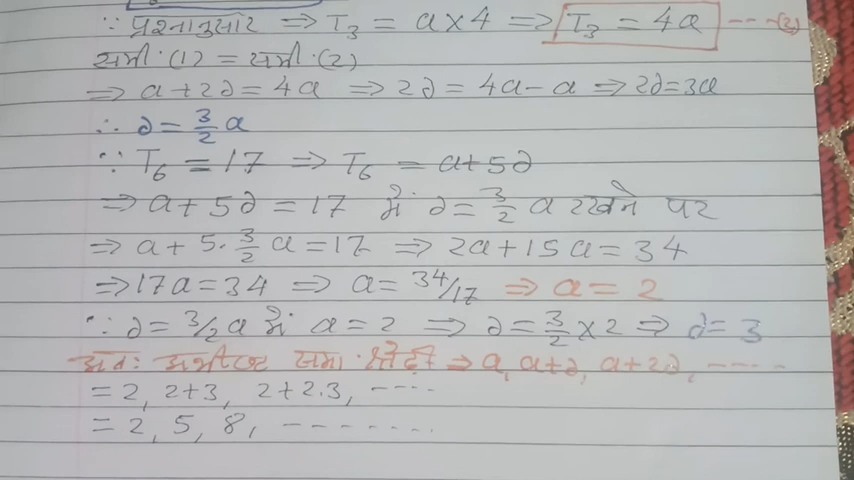 ∵ प्रश्नानुसार ⇒ T₃ = a×4 ⇒ T₃ = 4a ---(2)
समी·(1) = समी·(2)
⇒ a+2d = 4a ⇒ 2d = 4a-a ⇒ 2d=3a
∴ d = 3/2 a
∵ T₆ = 17 ⇒ T₆ = a+5d
⇒ a+5d = 17 में d = 3/2 a रखने पर
⇒ a+5·3/2 a = 17 ⇒ 2a+15a = 34
⇒ 17a = 34 ⇒ a = 34/17 ⇒ a = 2
∵ d = 3/2 a में a = 2 ⇒ d = 3/2 × 2 ⇒ d = 3
अतः अभीष्ट समा· श्रेढ़ी ⇒ a, a+d, a+2d, -----
= 2, 2+3, 2+2·3, ----
= 2, 5, 8, --------